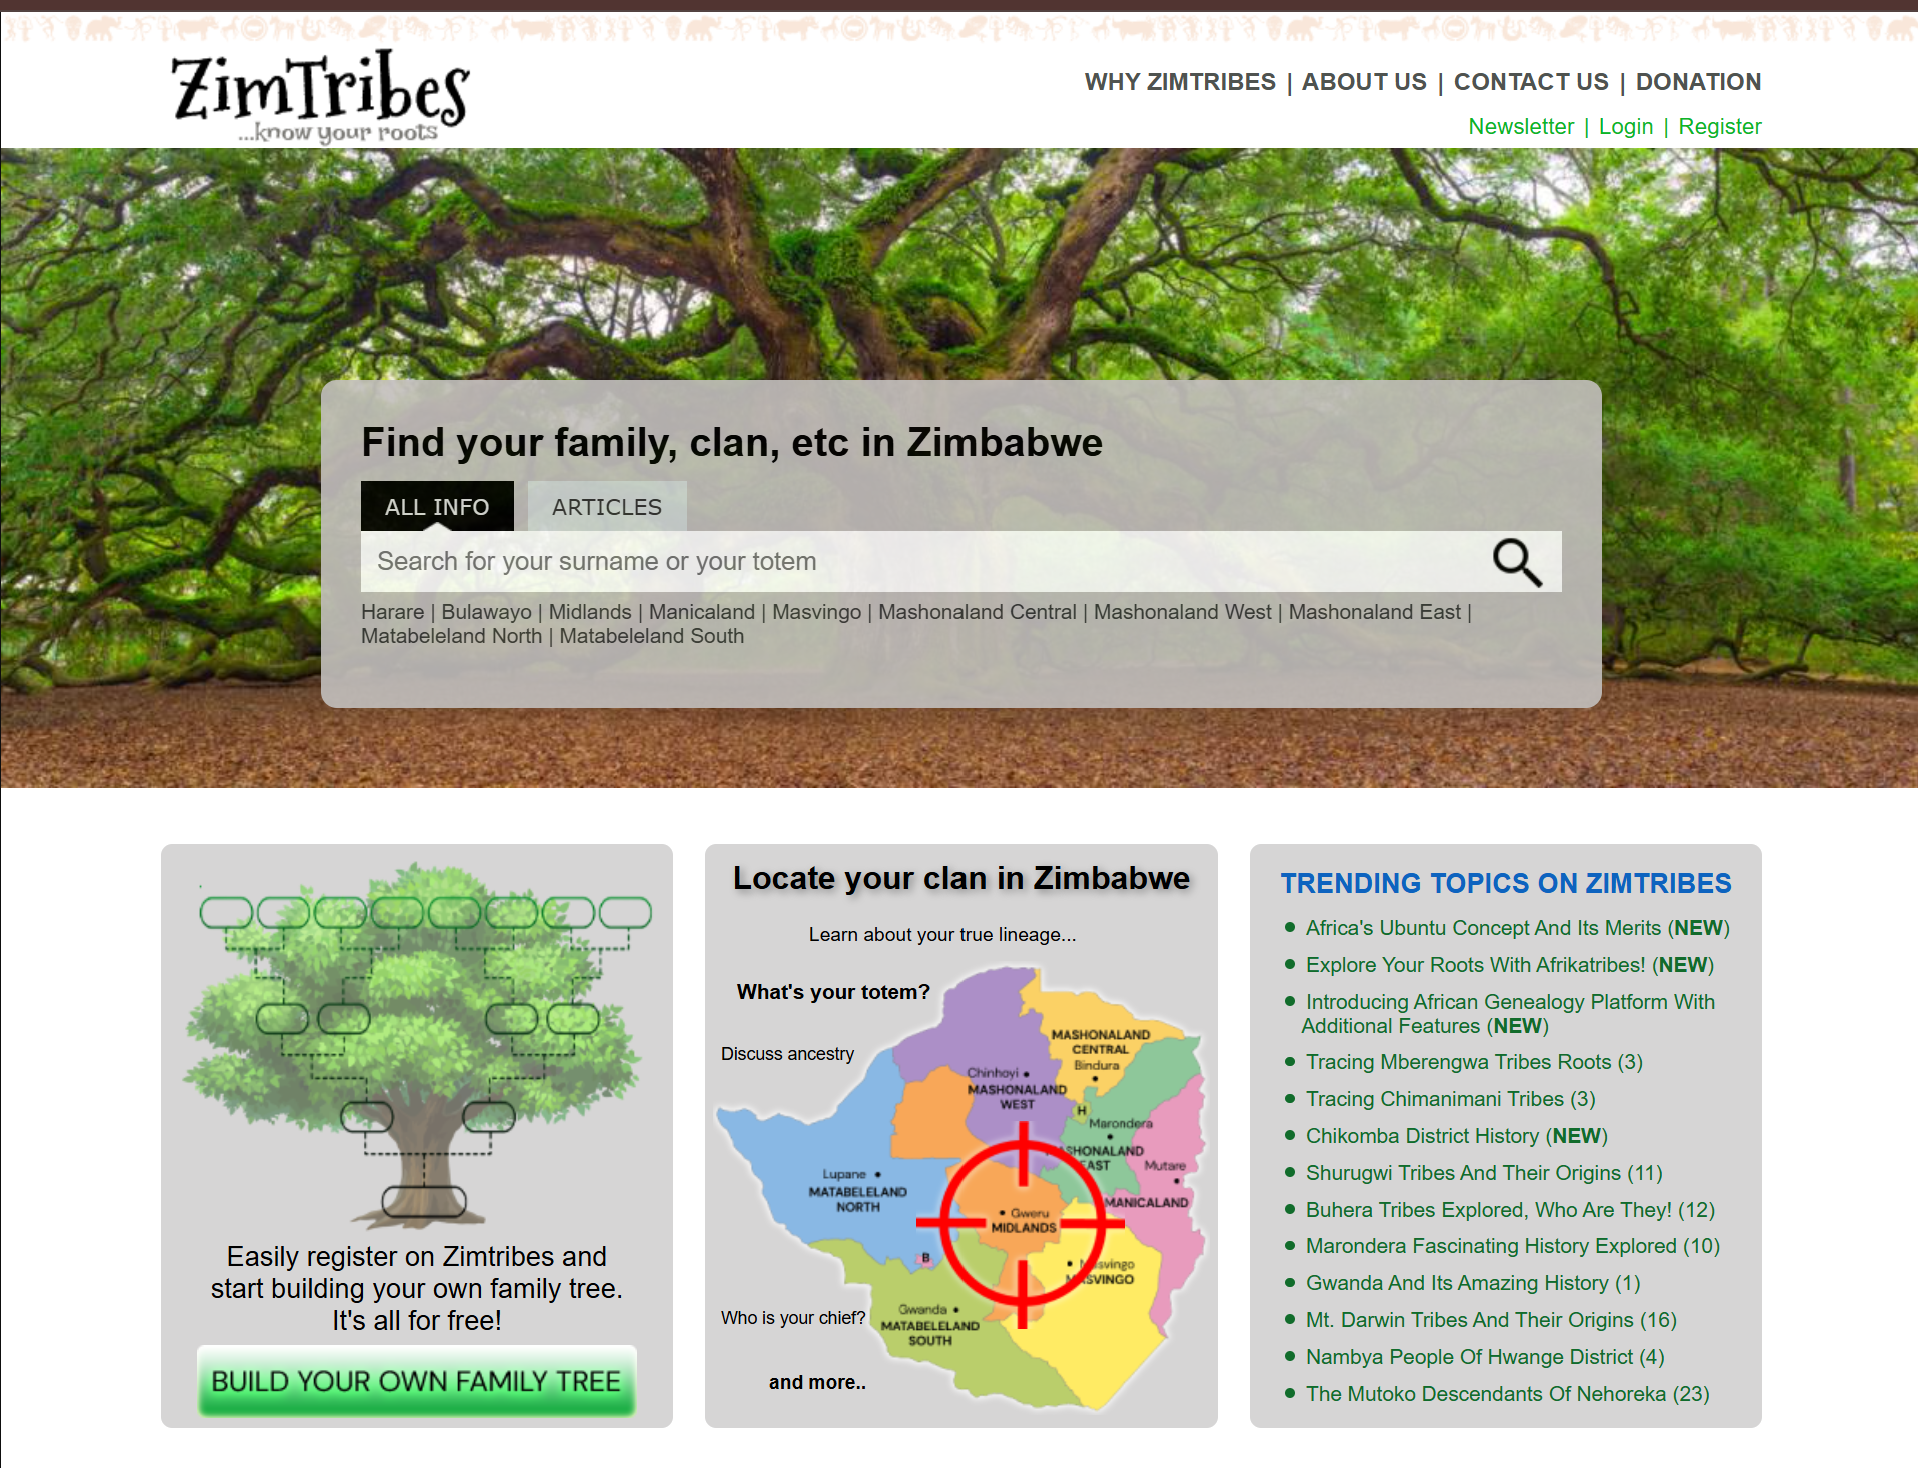 ZimTribes
...know your roots
WHY ZIMTRIBES | ABOUT US | CONTACT US | DONATION
Newsletter | Login | Register
Find your family, clan, etc in Zimbabwe
ALL INFO
ARTICLES
Search for your surname or your totem
Harare | Bulawayo | Midlands | Manicaland | Masvingo | Mashonaland Central | Mashonaland West | Mashonaland East |
Matabeleland North | Matabeleland South
Easily register on Zimtribes and
start building your own family tree.
It's all for free!
BUILD YOUR OWN FAMILY TREE
Locate your clan in Zimbabwe
Learn about your true lineage...
What's your totem?
Discuss ancestry
MASHONALAND
CENTRAL
Bindura
Chinhoyi
MASHONALAND
WEST
H
Marondera
SHONALAND
EAST
Mutare
MANICALAND
Lupane
MATABELELAND
NORTH
Gweru
MIDLANDS
B
Masvingo
MASVINGO
Gwanda
MATABELELAND
SOUTH
Who is your chief?
and more..
TRENDING TOPICS ON ZIMTRIBES
Africa's Ubuntu Concept And Its Merits (NEW)
Explore Your Roots With Afrikatribes! (NEW)
Introducing African Genealogy Platform With
Additional Features (NEW)
Tracing Mberengwa Tribes Roots (3)
Tracing Chimanimani Tribes (3)
Chikomba District History (NEW)
Shurugwi Tribes And Their Origins (11)
Buhera Tribes Explored, Who Are They! (12)
Marondera Fascinating History Explored (10)
Gwanda And Its Amazing History (1)
Mt. Darwin Tribes And Their Origins (16)
Nambya People Of Hwange District (4)
The Mutoko Descendants Of Nehoreka (23)